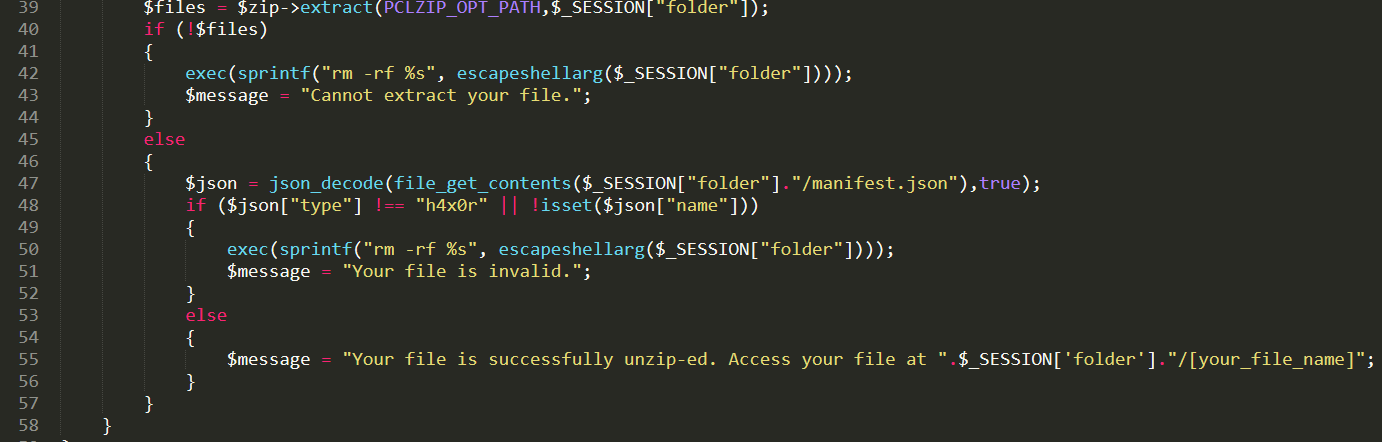 39 $files = $zip->extract(PCLZIP_OPT_PATH,$_SESSION["folder"]);
40 if (!$files)
41 {
42 exec(sprintf("rm -rf %s", escapeshellarg($_SESSION["folder"])));
43 $message = "Cannot extract your file.";
44 }
45 else
46 {
47 $json = json_decode(file_get_contents($_SESSION["folder"]."/manifest.json"),true);
48 if ($json["type"] !== "h4x0r" || !isset($json["name"]))
49 {
50 exec(sprintf("rm -rf %s", escapeshellarg($_SESSION["folder"])));
51 $message = "Your file is invalid.";
52 }
53 else
54 {
55 $message = "Your file is successfully unzip-ed. Access your file at ".$_SESSION['folder']."/[your_file_name]";
56 }
57 }
58 }